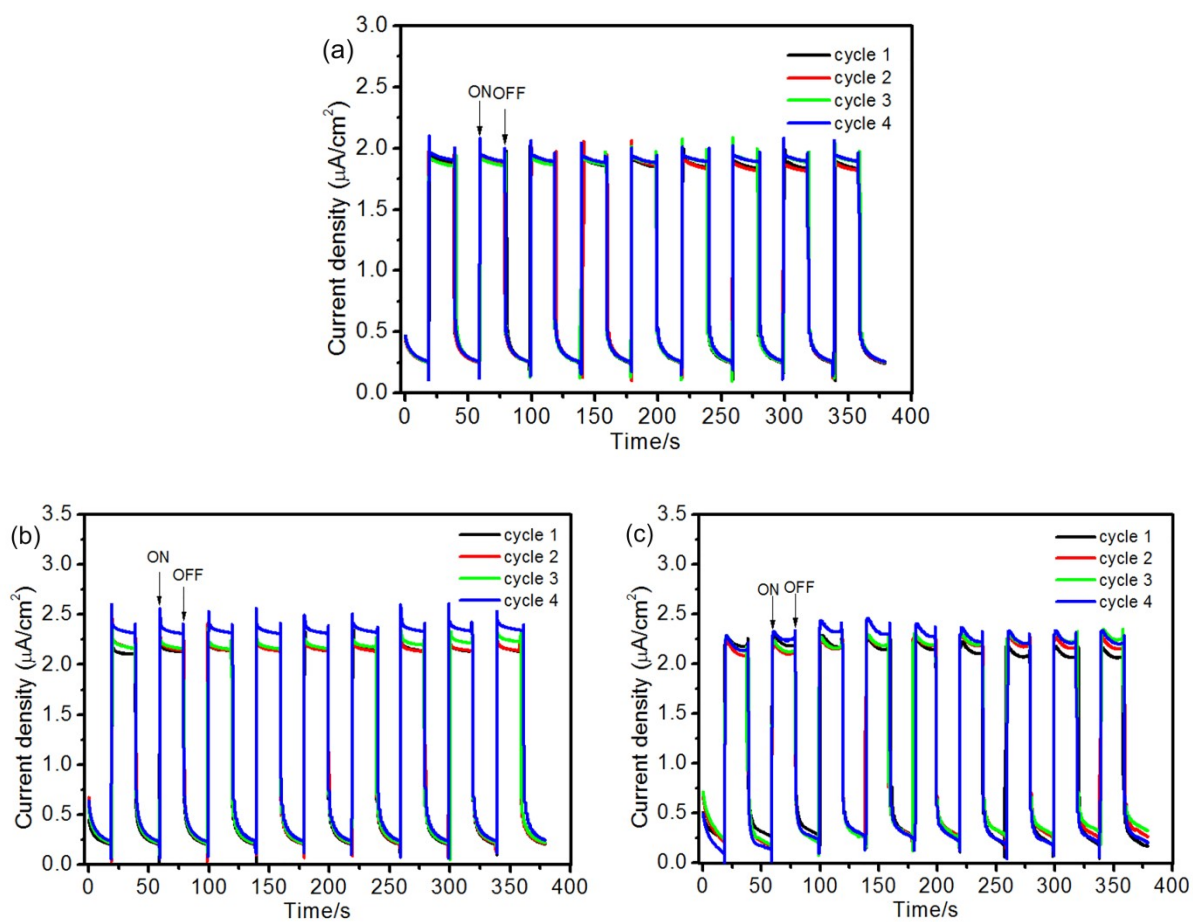 (a)
3.0
2.5
2.0
1.5
1.0
0.5
0.0
Current density (μA/cm²)
ON OFF
cycle 1
cycle 2
cycle 3
cycle 4
0 50 100 150 200 250 300 350 400
Time/s
(b)
3.5
3.0
2.5
2.0
1.5
1.0
0.5
0.0
Current density (μA/cm²)
ON
OFF
cycle 1
cycle 2
cycle 3
cycle 4
0 50 100 150 200 250 300 350 400
Time/s
(c)
3.5
3.0
2.5
2.0
1.5
1.0
0.5
0.0
Current density (μA/cm²)
ON OFF
cycle 1
cycle 2
cycle 3
cycle 4
0 50 100 150 200 250 300 350 400
Time/s